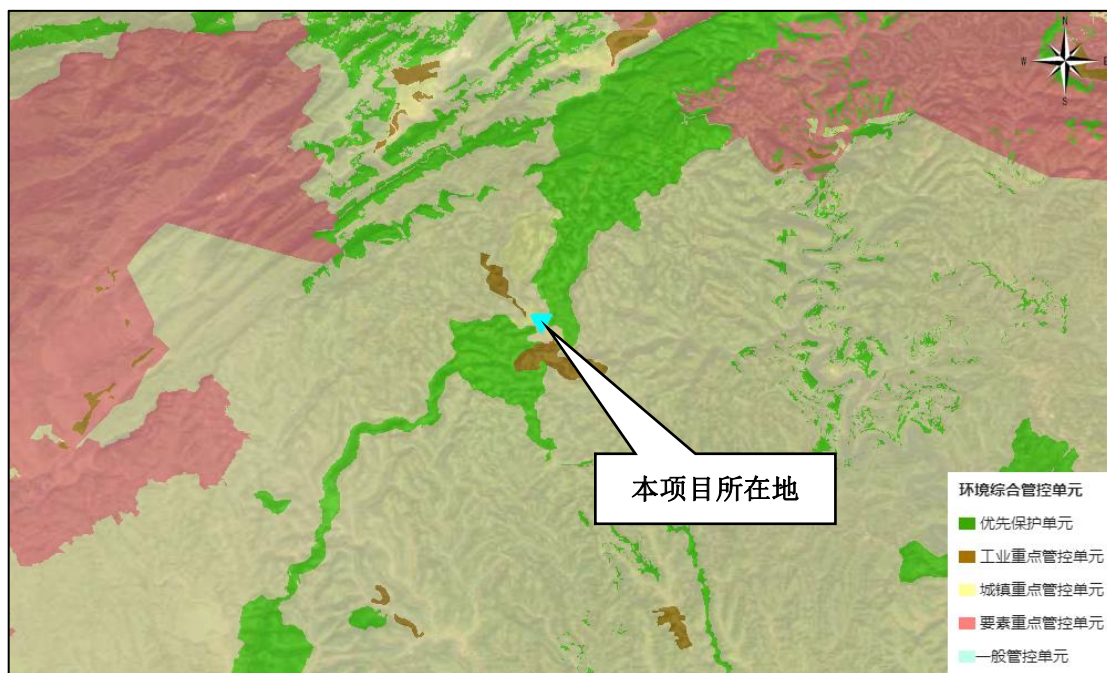 N
W
E
S
本项目所在地
环境综合管控单元
优先保护单元
工业重点管控单元
城镇重点管控单元
要素重点管控单元
一般管控单元